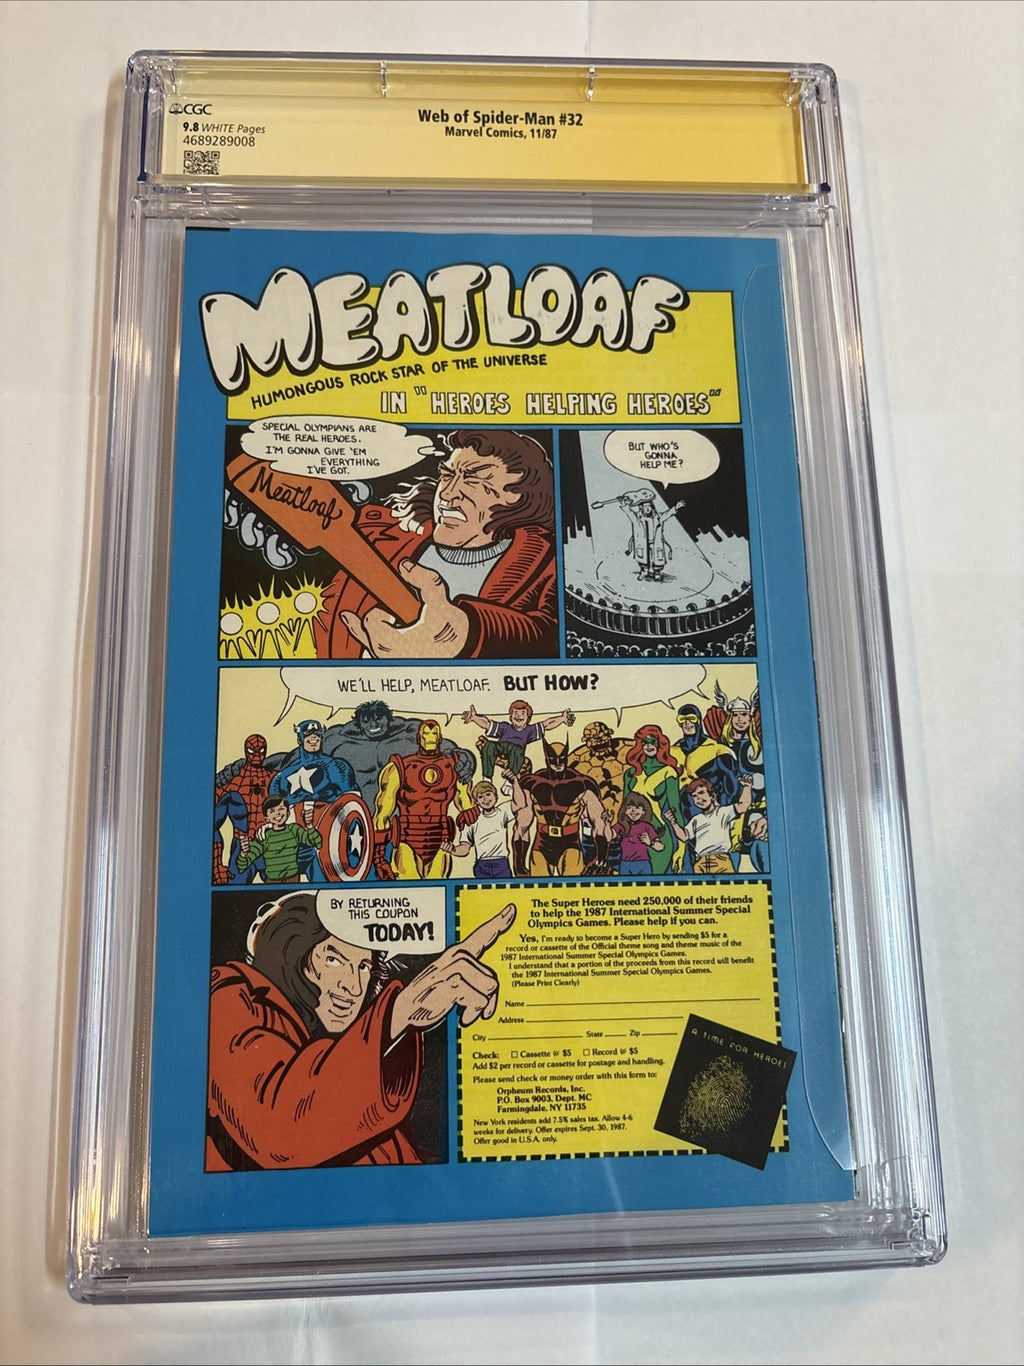 CGC
9.8 WHITE Pages
4689289008
Web of Spider-Man #32
Marvel Comics, 11/87
MEATLOAF
HUMONGOUS ROCK STAR OF THE UNIVERSE
IN "HEROES HELPING HEROES"
SPECIAL OLYMPIANS ARE
THE REAL HEROES.
I'M GONNA GIVE 'EM
EVERYTHING
I'VE GOT.
Meatloaf
BUT WHO'S
GONNA
HELP ME?
WE'LL HELP, MEATLOAF. BUT HOW?
BY RETURNING
THIS COUPON
TODAY!
The Super Heroes need 250,000 of their friends
to help the 1987 International Summer Special
Olympics Games. Please help if you can.
Yes, I'm ready to become a Super Hero by sending $5 for a
record or cassette of the Official theme song and theme music of the
1987 International Summer Special Olympics Games.
I understand that a portion of the proceeds from this record will benefit
the 1987 International Summer Special Olympics Games.
(Please Print Clearly)
Name
Address
City State Zip
Check: ☐ Cassette @ $5 ☐ Record @ $5
Add $2 per record or cassette for postage and handling.
Please send check or money order with this form to:
Orpheum Records, Inc.
P.O. Box 9003, Dept. MC
Farmingdale, NY 11735
New York residents add 7.5% sales tax. Allow 4-6
weeks for delivery. Offer expires Sept. 30, 1987.
Offer good in U.S.A. only.
A TIME FOR HEROES